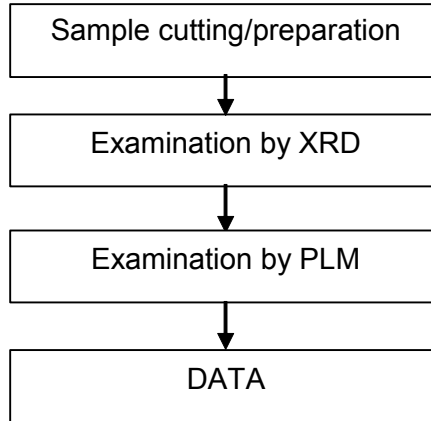 Sample cutting/preparation
Examination by XRD
Examination by PLM
DATA